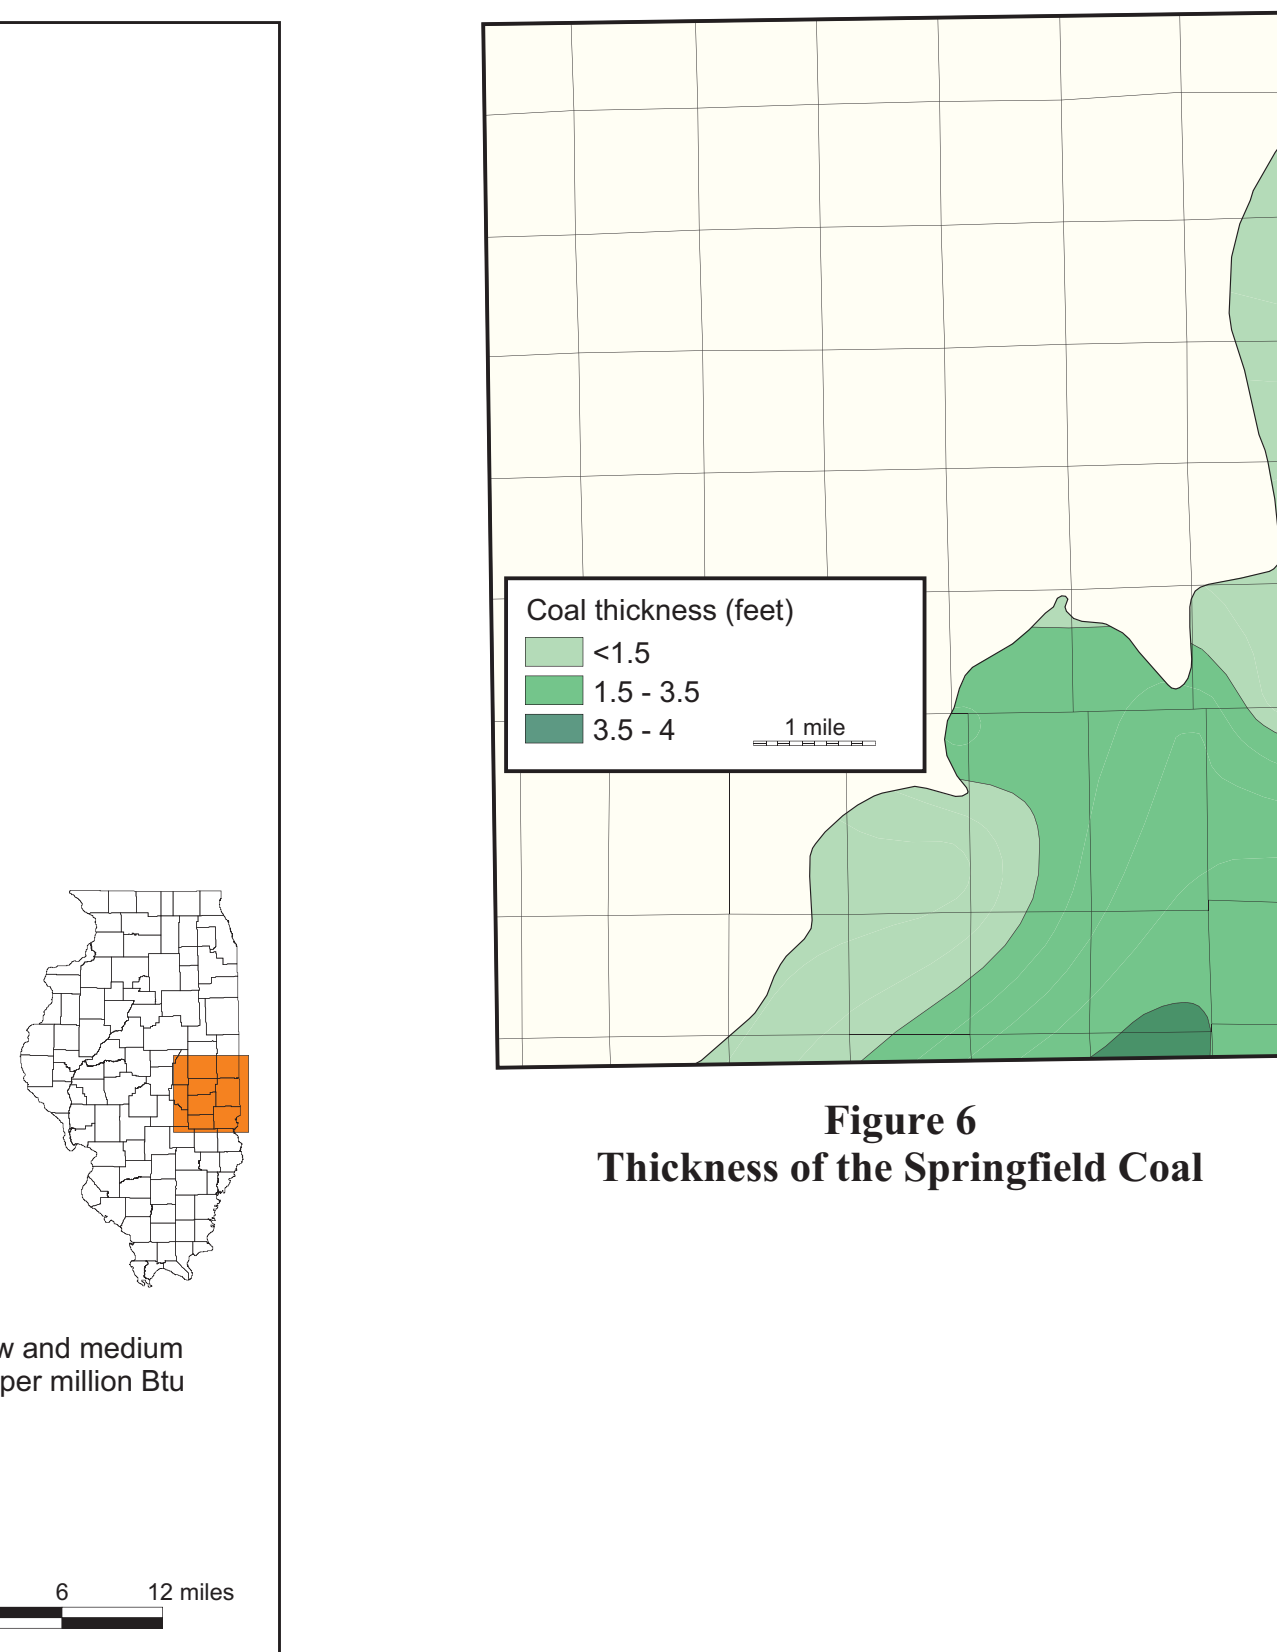 w and medium
per million Btu
6 12 miles
Coal thickness (feet)
<1.5
1.5 - 3.5
3.5 - 4
1 mile
Figure 6
Thickness of the Springfield Coal